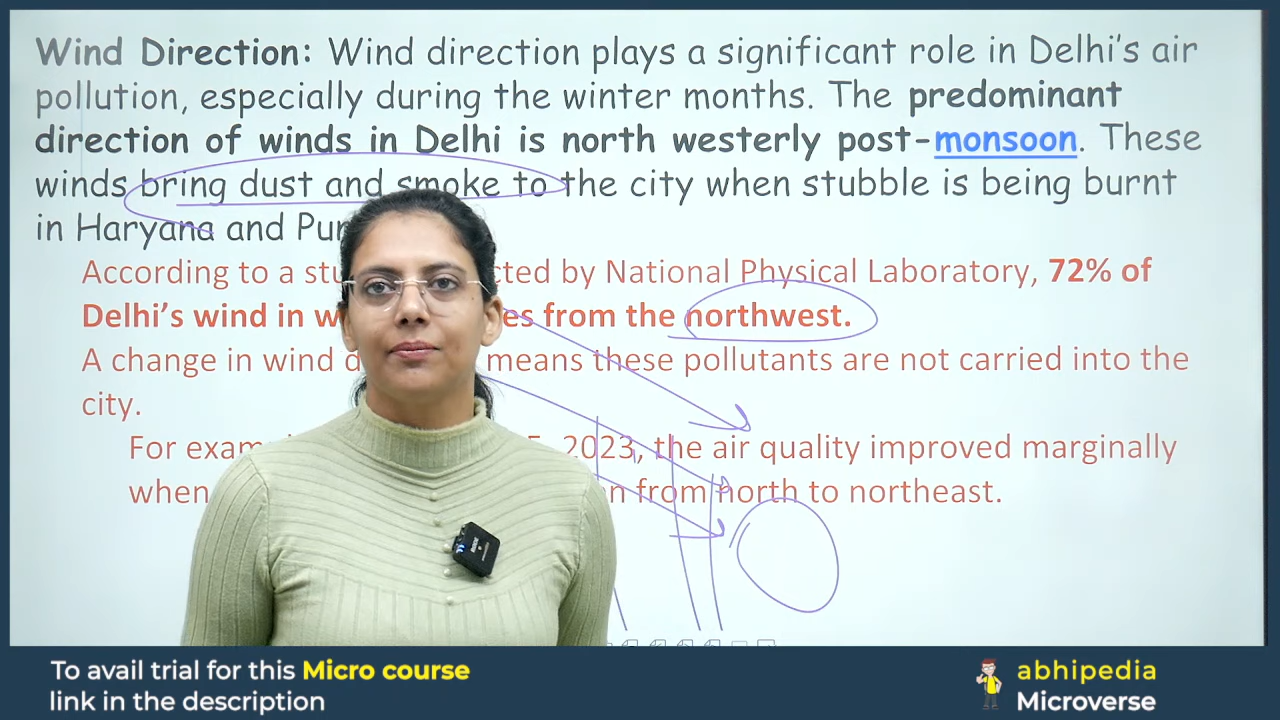 Wind Direction: Wind direction plays a significant role in Delhi's air
pollution, especially during the winter months. The predominant
direction of winds in Delhi is north westerly post-monsoon. These
winds bring dust and smoke to the city when stubble is being burnt
in Haryana and
According to a by National Physical Laboratory, 72% of
Delhi's wind in from the northwest.
A change in wind means these pollutants are not carried into the
city.
For 2023, the air quality improved marginally
when from north to northeast.
To avail trial for this Micro course
link in the description
abhipedia
Microverse